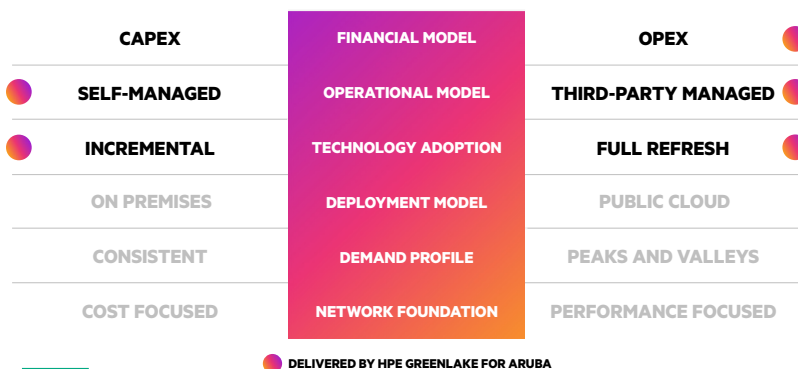 CAPEX FINANCIAL MODEL OPEX
SELF-MANAGED OPERATIONAL MODEL THIRD-PARTY MANAGED
INCREMENTAL TECHNOLOGY ADOPTION FULL REFRESH
ON PREMISES DEPLOYMENT MODEL PUBLIC CLOUD
CONSISTENT DEMAND PROFILE PEAKS AND VALLEYS
COST FOCUSED NETWORK FOUNDATION PERFORMANCE FOCUSED
DELIVERED BY HPE GREENLAKE FOR ARUBA